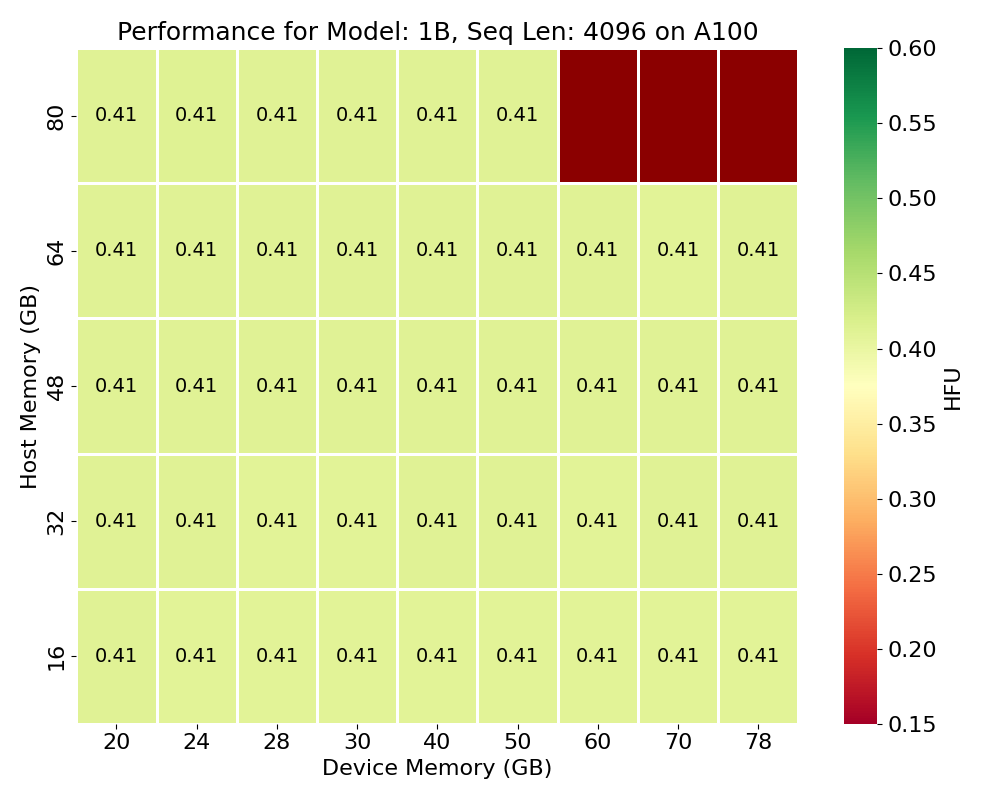 Performance for Model: 1B, Seq Len: 4096 on A100
80 0.41 0.41 0.41 0.41 0.41 0.41
64 0.41 0.41 0.41 0.41 0.41 0.41 0.41 0.41 0.41
48 0.41 0.41 0.41 0.41 0.41 0.41 0.41 0.41 0.41
32 0.41 0.41 0.41 0.41 0.41 0.41 0.41 0.41 0.41
16 0.41 0.41 0.41 0.41 0.41 0.41 0.41 0.41 0.41
20 24 28 30 40 50 60 70 78
Device Memory (GB)
Host Memory (GB)
0.60
0.55
0.50
0.45
0.40
0.35
0.30
0.25
0.20
0.15
HFU